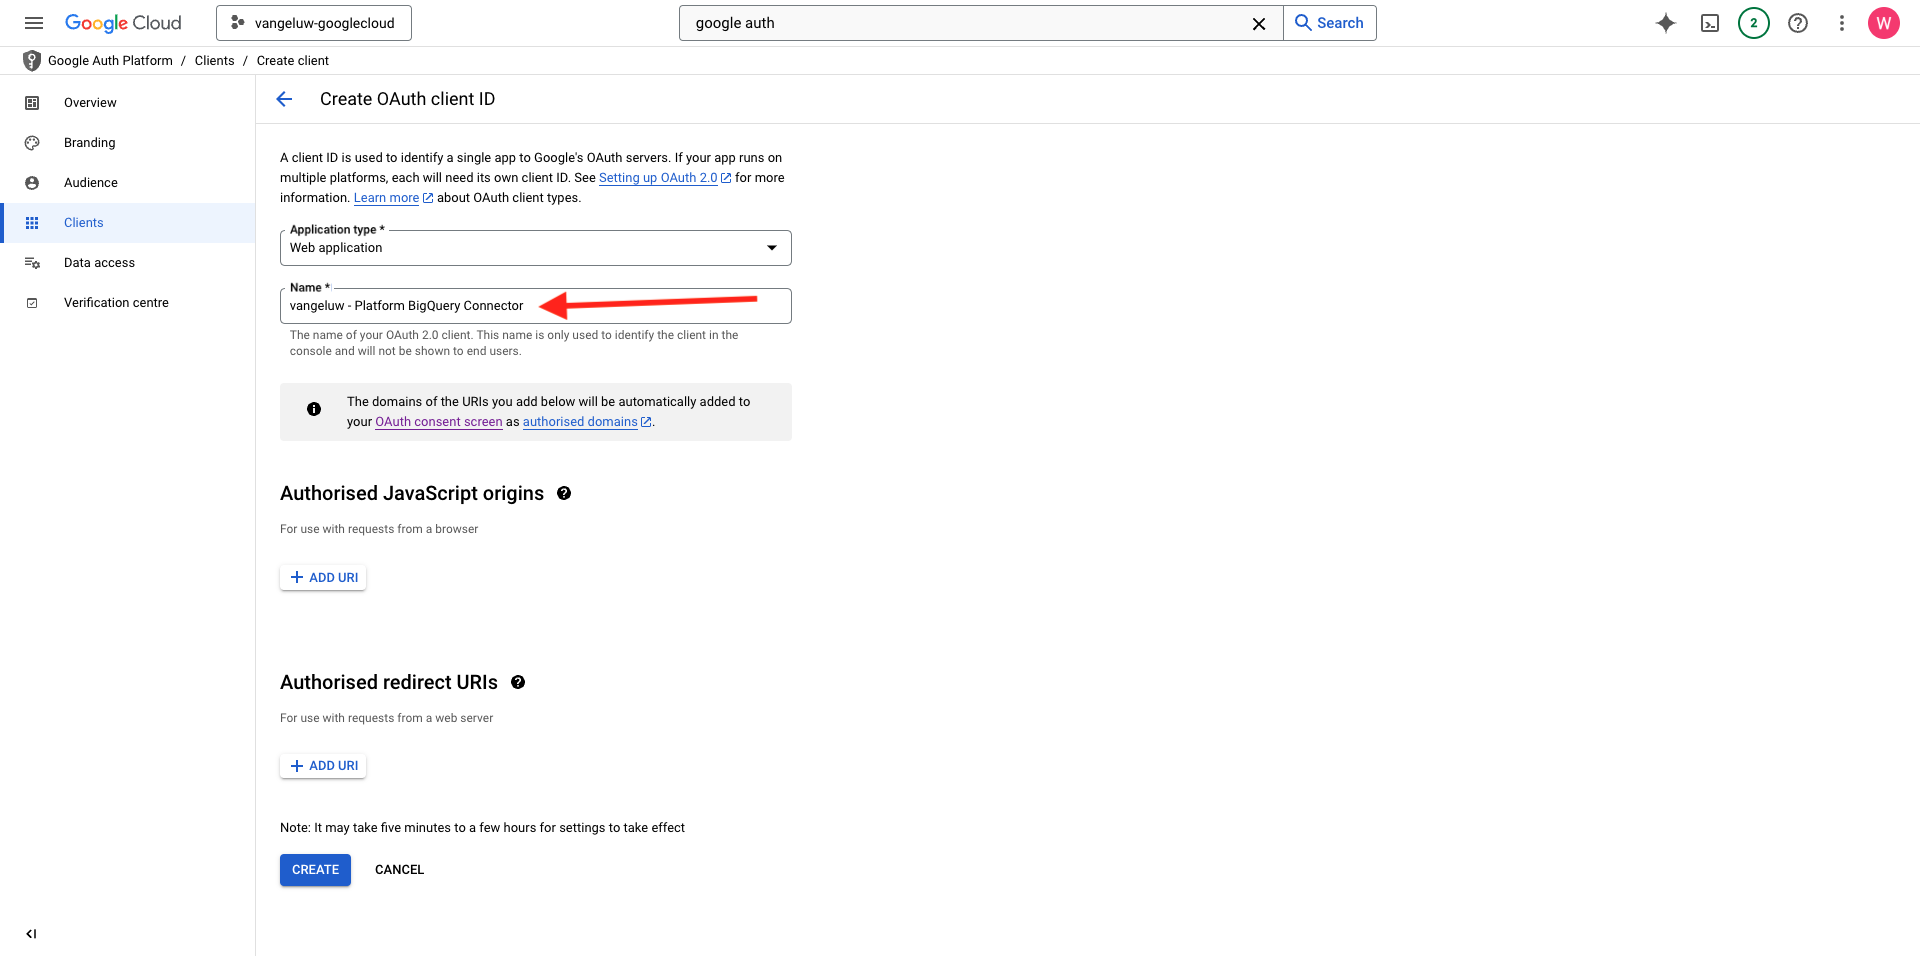 Google Cloud
vangeluw-googlecloud
google auth
Search
2
W
Google Auth Platform / Clients / Create client
Overview
Branding
Audience
Clients
Data access
Verification centre
Create OAuth client ID
A client ID is used to identify a single app to Google's OAuth servers. If your app runs on
multiple platforms, each will need its own client ID. See Setting up OAuth 2.0 for more
information. Learn more about OAuth client types.
Application type *
Web application
Name *
vangeluw - Platform BigQuery Connector
The name of your OAuth 2.0 client. This name is only used to identify the client in the
console and will not be shown to end users.
The domains of the URIs you add below will be automatically added to
your OAuth consent screen as authorised domains.
Authorised JavaScript origins
For use with requests from a browser
+ ADD URI
Authorised redirect URIs
For use with requests from a web server
+ ADD URI
Note: It may take five minutes to a few hours for settings to take effect
CREATE
CANCEL